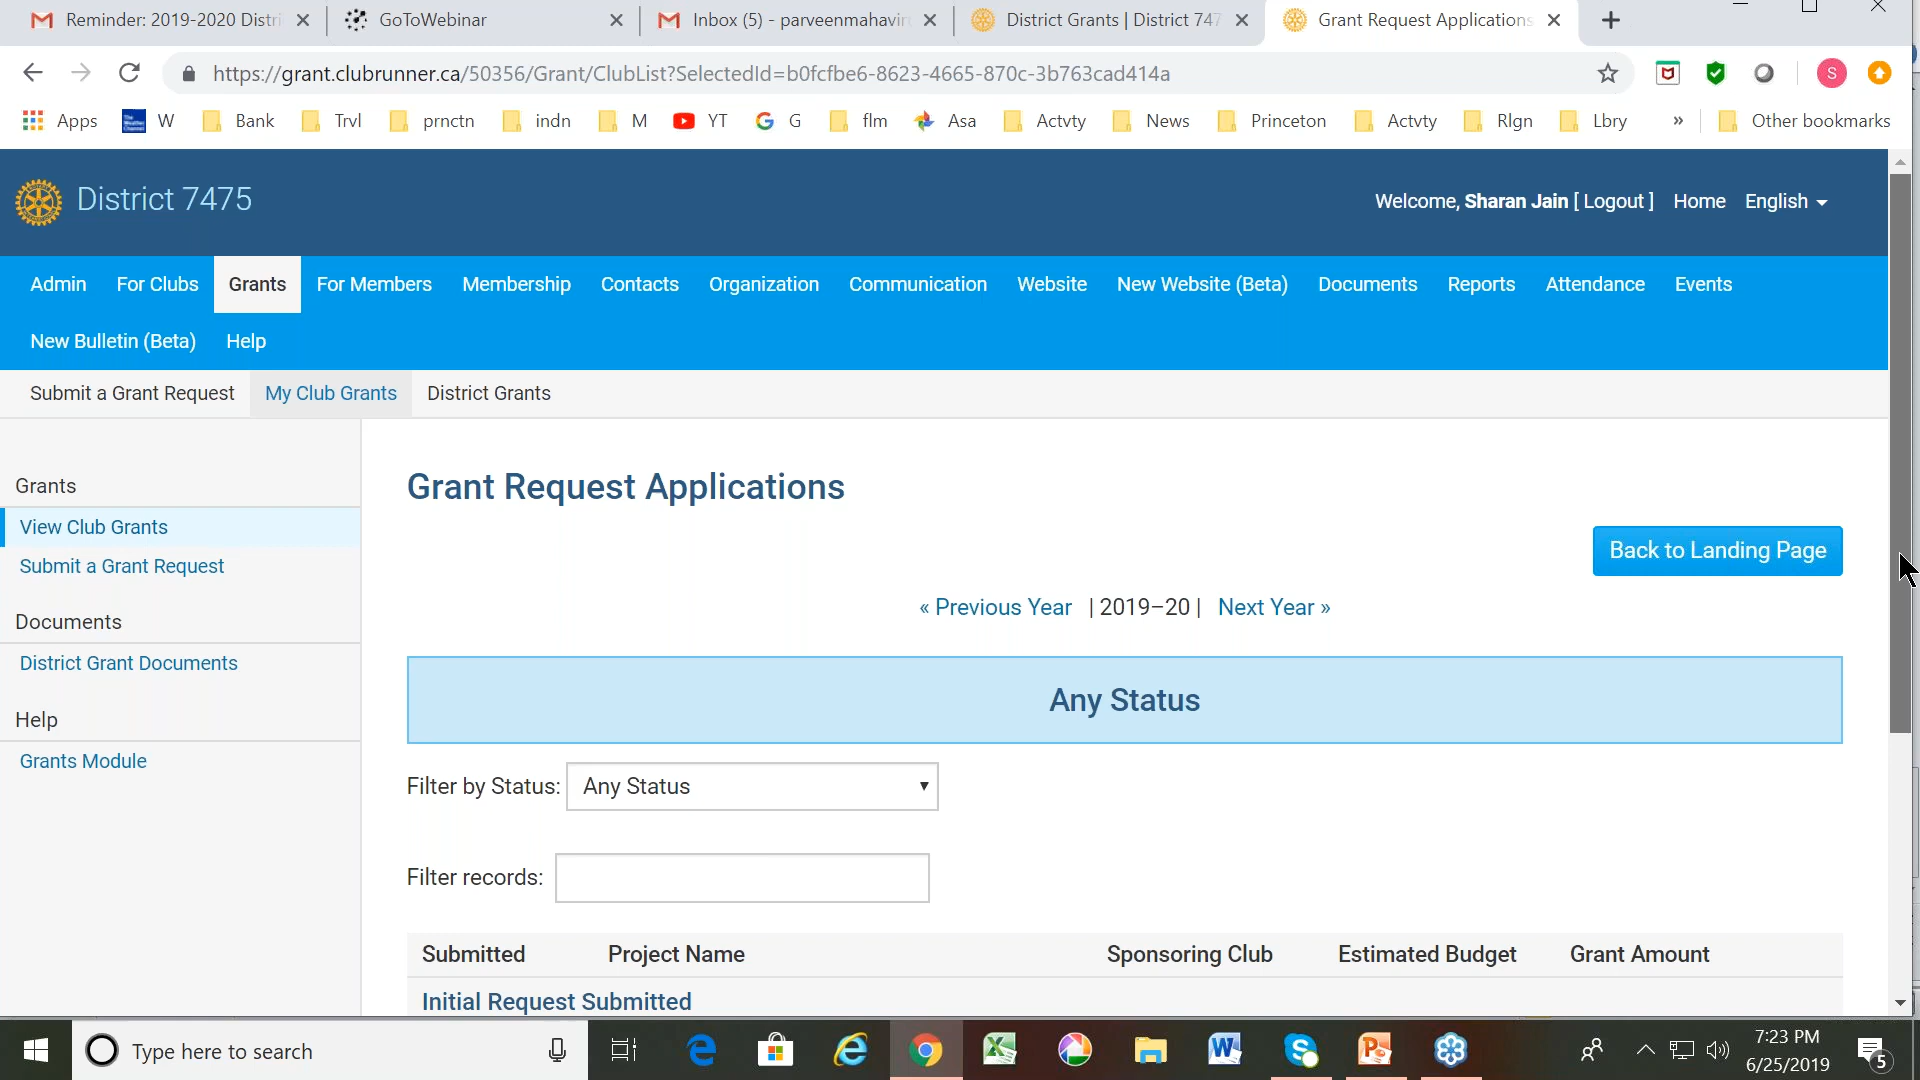 Reminder: 2019-2020 Distri
GoToWebinar
Inbox (5) - parveenmahavir
District Grants | District 747
Grant Request Applications
https://grant.clubrunner.ca/50356/Grant/ClubList?SelectedId=b0fcfbe6-8623-4665-870c-3b763cad414a
S
Apps
W
Bank
Trvl
prnctn
indn
M
YT
G
flm
Asa
Actvty
News
Princeton
Actvty
Rlgn
Lbry
»
Other bookmarks
District 7475
Welcome, Sharan Jain [ Logout ] Home English
Admin For Clubs Grants For Members Membership Contacts Organization Communication Website New Website (Beta) Documents Reports Attendance Events
New Bulletin (Beta) Help
Submit a Grant Request My Club Grants District Grants
Grants
View Club Grants
Submit a Grant Request
Documents
District Grant Documents
Help
Grants Module
Grant Request Applications
Back to Landing Page
« Previous Year | 2019–20 | Next Year »
Any Status
Filter by Status: Any Status
Filter records:
Submitted Project Name Sponsoring Club Estimated Budget Grant Amount
Initial Request Submitted
Type here to search
7:23 PM
6/25/2019
5